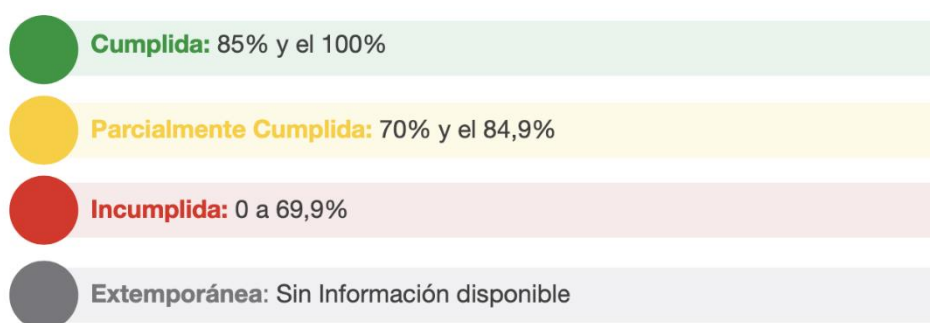 Cumplida: 85% y el 100%
Parcialmente Cumplida: 70% y el 84,9%
Incumplida: 0 a 69,9%
Extemporánea: Sin Información disponible